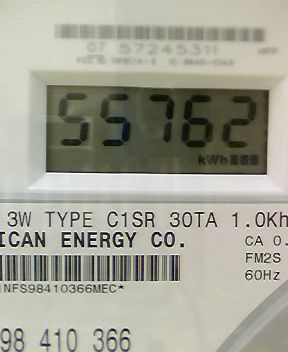 07 57245311
55762
kWh
3W TYPE C1SR 30TA 1.0Kh
ICAN ENERGY CO.
CA 0.
FM2S
60Hz
NFS98410366MEC*
98 410 366